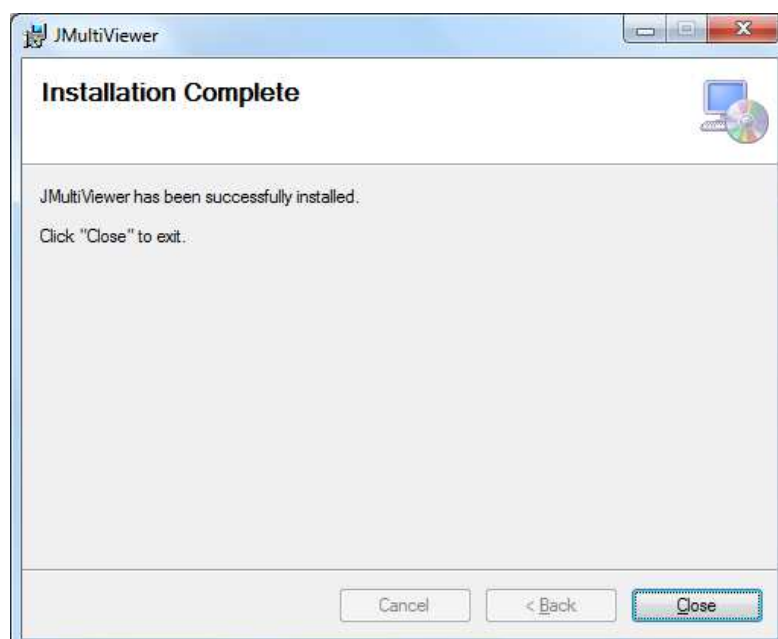 JMultiViewer
Installation Complete
JMultiViewer has been successfully installed.
Click "Close" to exit.
Cancel
< Back
Close